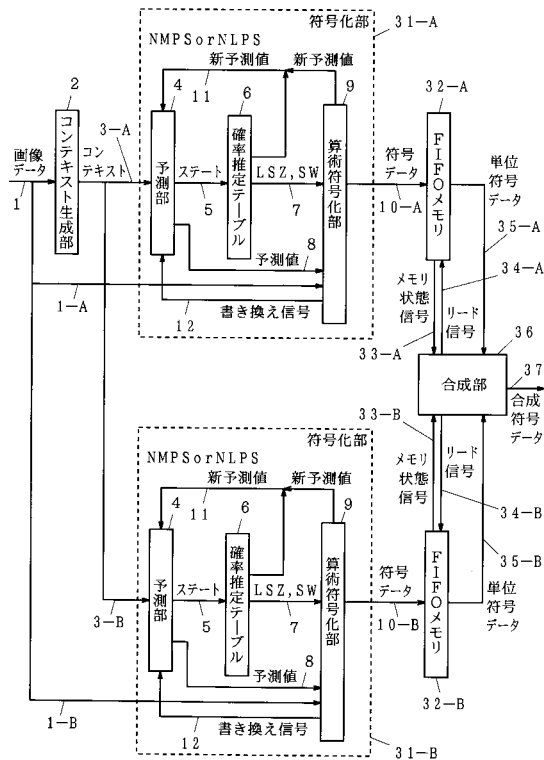 符号化部
31-A
NMPSorNLPS
新予測値
新予測値
11
2
3-A
4
6
9
32-A
画像
データ
1
コンテキスト生成部
コン
テキスト
予測部
ステート
5
確率推定テーブル
LSZ,SW
7
算術符号化部
符号
データ
10-A
FIFOメモリ
単位
符号
データ
35-A
予測値
8
1-A
12
書き換え信号
メモリ
状態
信号
33-A
リード
信号
34-A
36
合成部
37
合成
符号
データ
33-B
メモリ
状態
信号
リード
信号
34-B
35-B
符号化部
NMPSorNLPS
新予測値
新予測値
11
4
6
9
予測部
ステート
5
確率推定テーブル
LSZ,SW
7
算術符号化部
符号
データ
10-B
FIFOメモリ
単位
符号
データ
3-B
予測値
8
1-B
12
書き換え信号
32-B
31-B